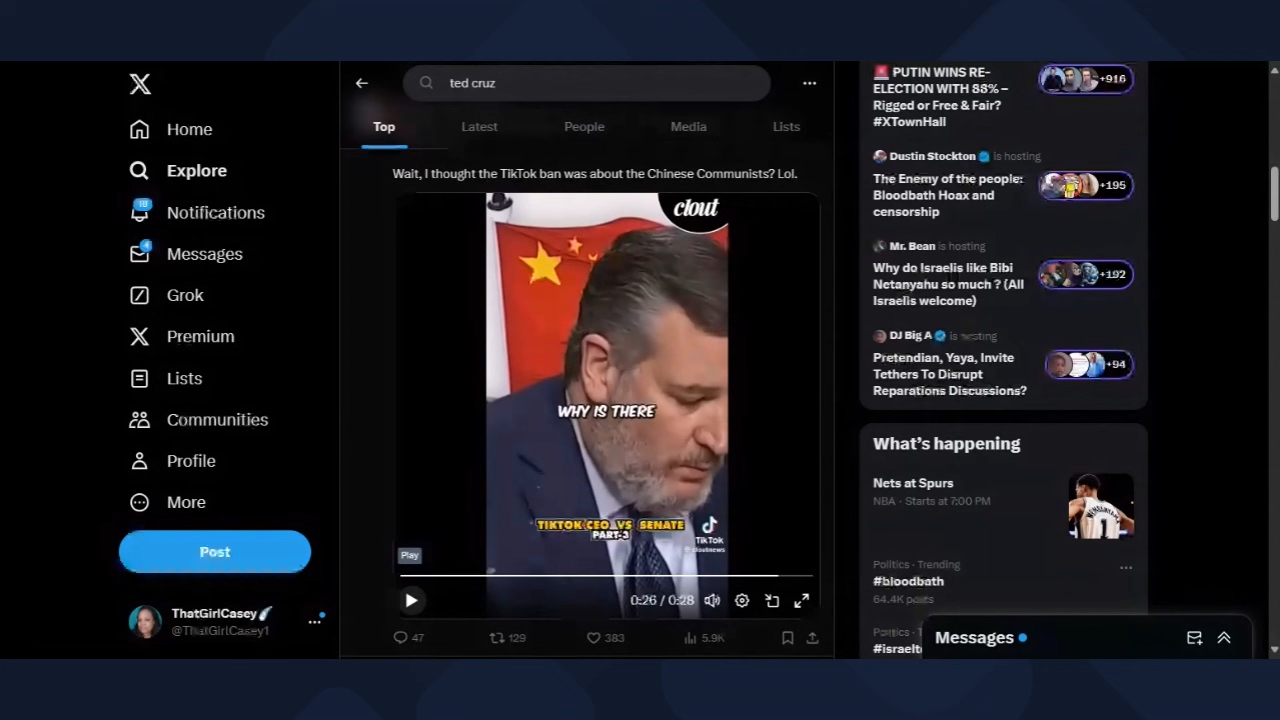 Home
Explore
18
Notifications
4
Messages
Grok
Premium
Lists
Communities
Profile
More
Post
ThatGirlCasey
@ThatGirlCasey1
ted cruz
Top
Latest
People
Media
Lists
Wait, I thought the TikTok ban was about the Chinese Communists? Lol.
clout
WHY IS THERE
TIKTOK CEO VS SENATE
PART-3
TikTok
@cloutnews
Play
0:26 / 0:28
47
129
383
5.9K
🚨 PUTIN WINS RE-
ELECTION WITH 88% –
Rigged or Free & Fair?
#XTownHall
+916
Dustin Stockton is hosting
The Enemy of the people:
Bloodbath Hoax and
censorship
+195
Mr. Bean is hosting
Why do Israelis like Bibi
Netanyahu so much ? (All
Israelis welcome)
+192
DJ Big A is hosting
Pretendian, Yaya, Invite
Tethers To Disrupt
Reparations Discussions?
+94
What's happening
Nets at Spurs
NBA · Starts at 7:00 PM
Politics · Trending
#bloodbath
64.4K posts
Politics · T
#israelte
Messages